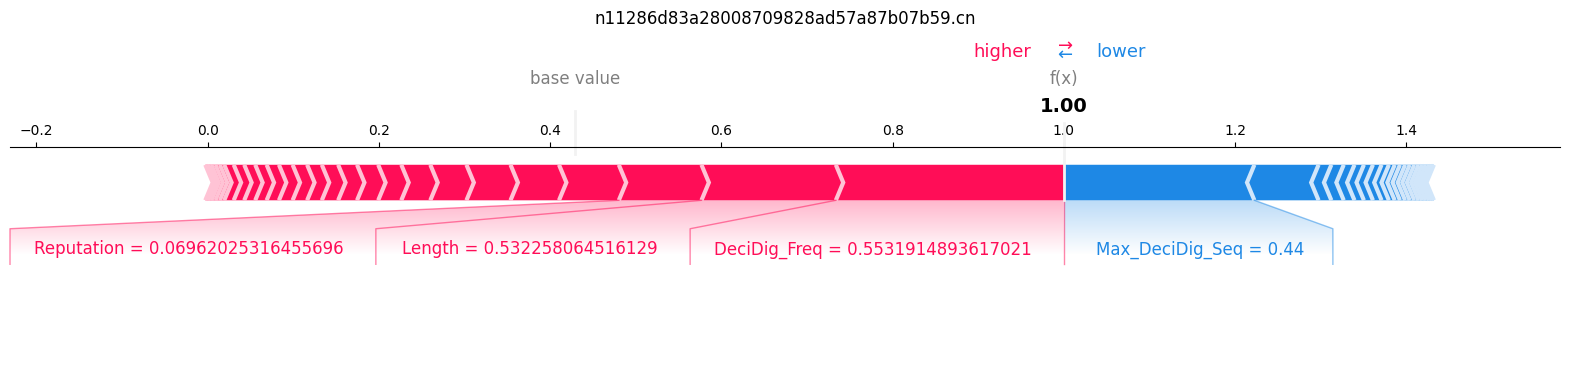 n11286d83a28008709828ad57a87b07b59.cn
higher ⇄ lower
base value f(x)
1.00
−0.2 0.0 0.2 0.4 0.6 0.8 1.0 1.2 1.4
Reputation = 0.06962025316455696 Length = 0.532258064516129 DeciDig_Freq = 0.5531914893617021 Max_DeciDig_Seq = 0.44